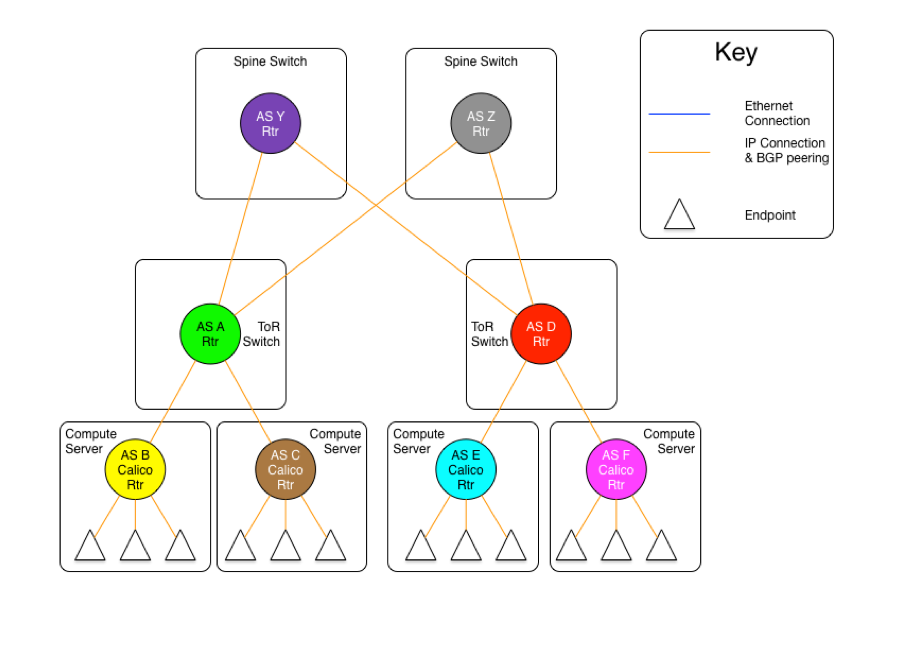 Spine Switch
Spine Switch
Key
AS Y
Rtr
AS Z
Rtr
Ethernet
Connection
IP Connection
& BGP peering
Endpoint
AS A
Rtr
ToR
Switch
ToR
Switch
AS D
Rtr
Compute
Server
AS B
Calico
Rtr
Compute
Server
AS C
Calico
Rtr
Compute
Server
AS E
Calico
Rtr
Compute
Server
AS F
Calico
Rtr